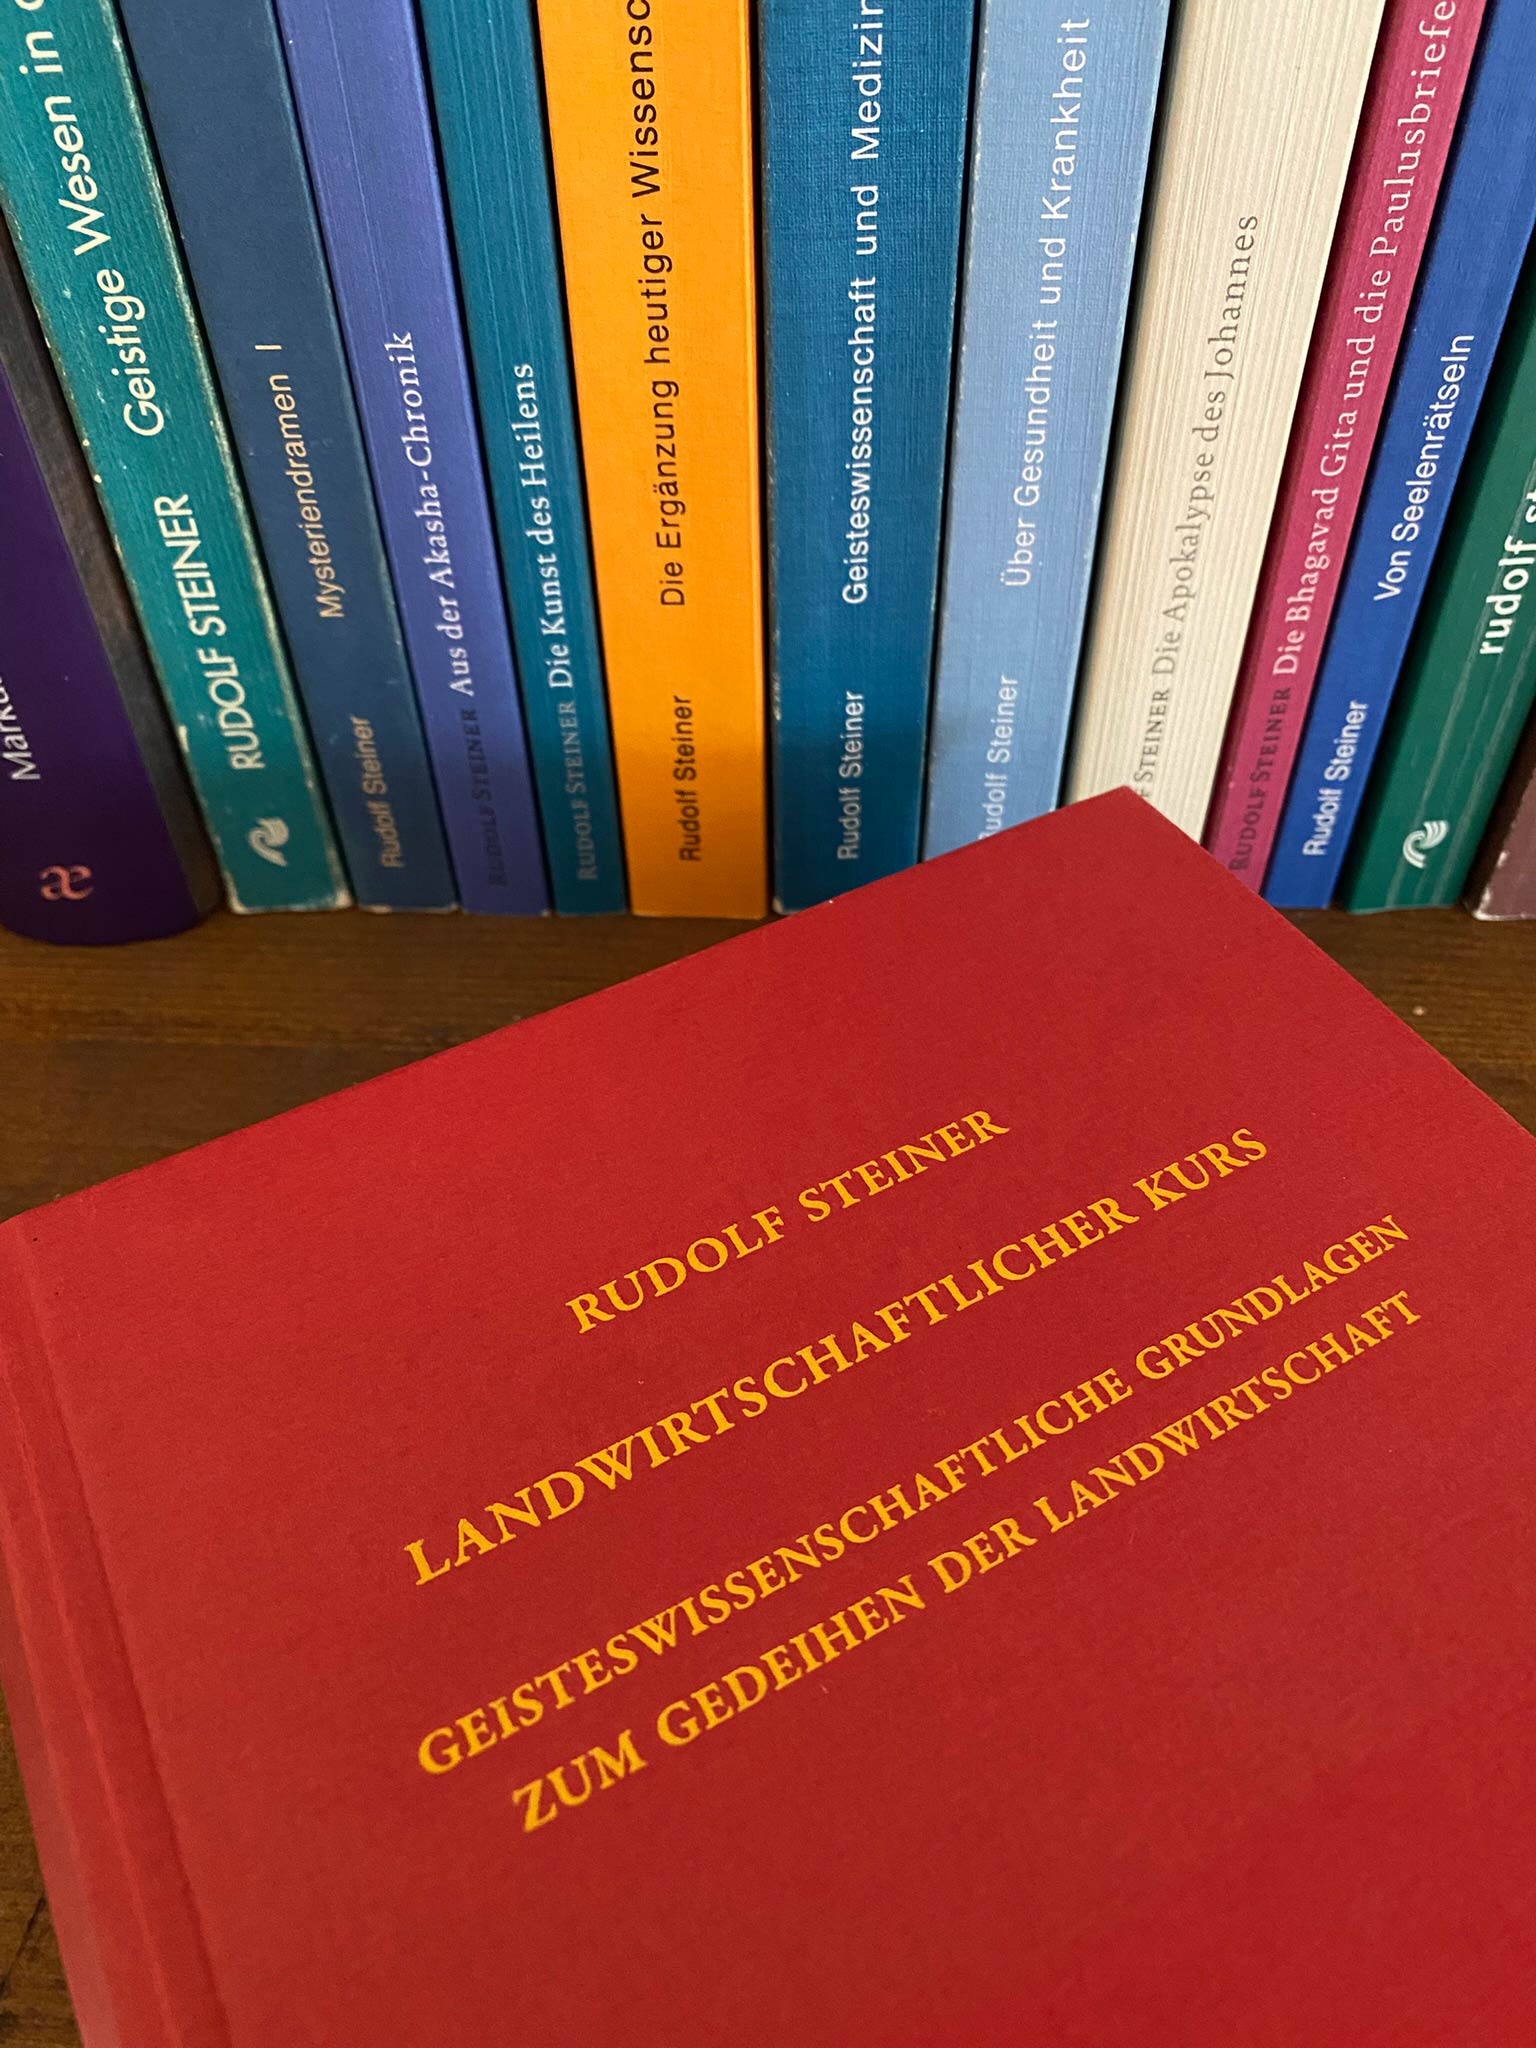 Marku
æ
RUDOLF STEINER Geistige Wesen in d
Rudolf Steiner Mysteriendramen I
RUDOLF STEINER Aus der Akasha-Chronik
RUDOLF STEINER Die Kunst des Heilens
Rudolf Steiner Die Ergänzung heutiger Wissensc
Rudolf Steiner Geisteswissenschaft und Medizin
Rudolf Steiner Über Gesundheit und Krankheit
F STEINER Die Apokalypse des Johannes
RUDOLF STEINER Die Bhagavad Gita und die Paulusbriefe
Rudolf Steiner Von Seelenrätseln
rudolf st
RUDOLF STEINER
LANDWIRTSCHAFTLICHER KURS
GEISTESWISSENSCHAFTLICHE GRUNDLAGEN
ZUM GEDEIHEN DER LANDWIRTSCHAFT